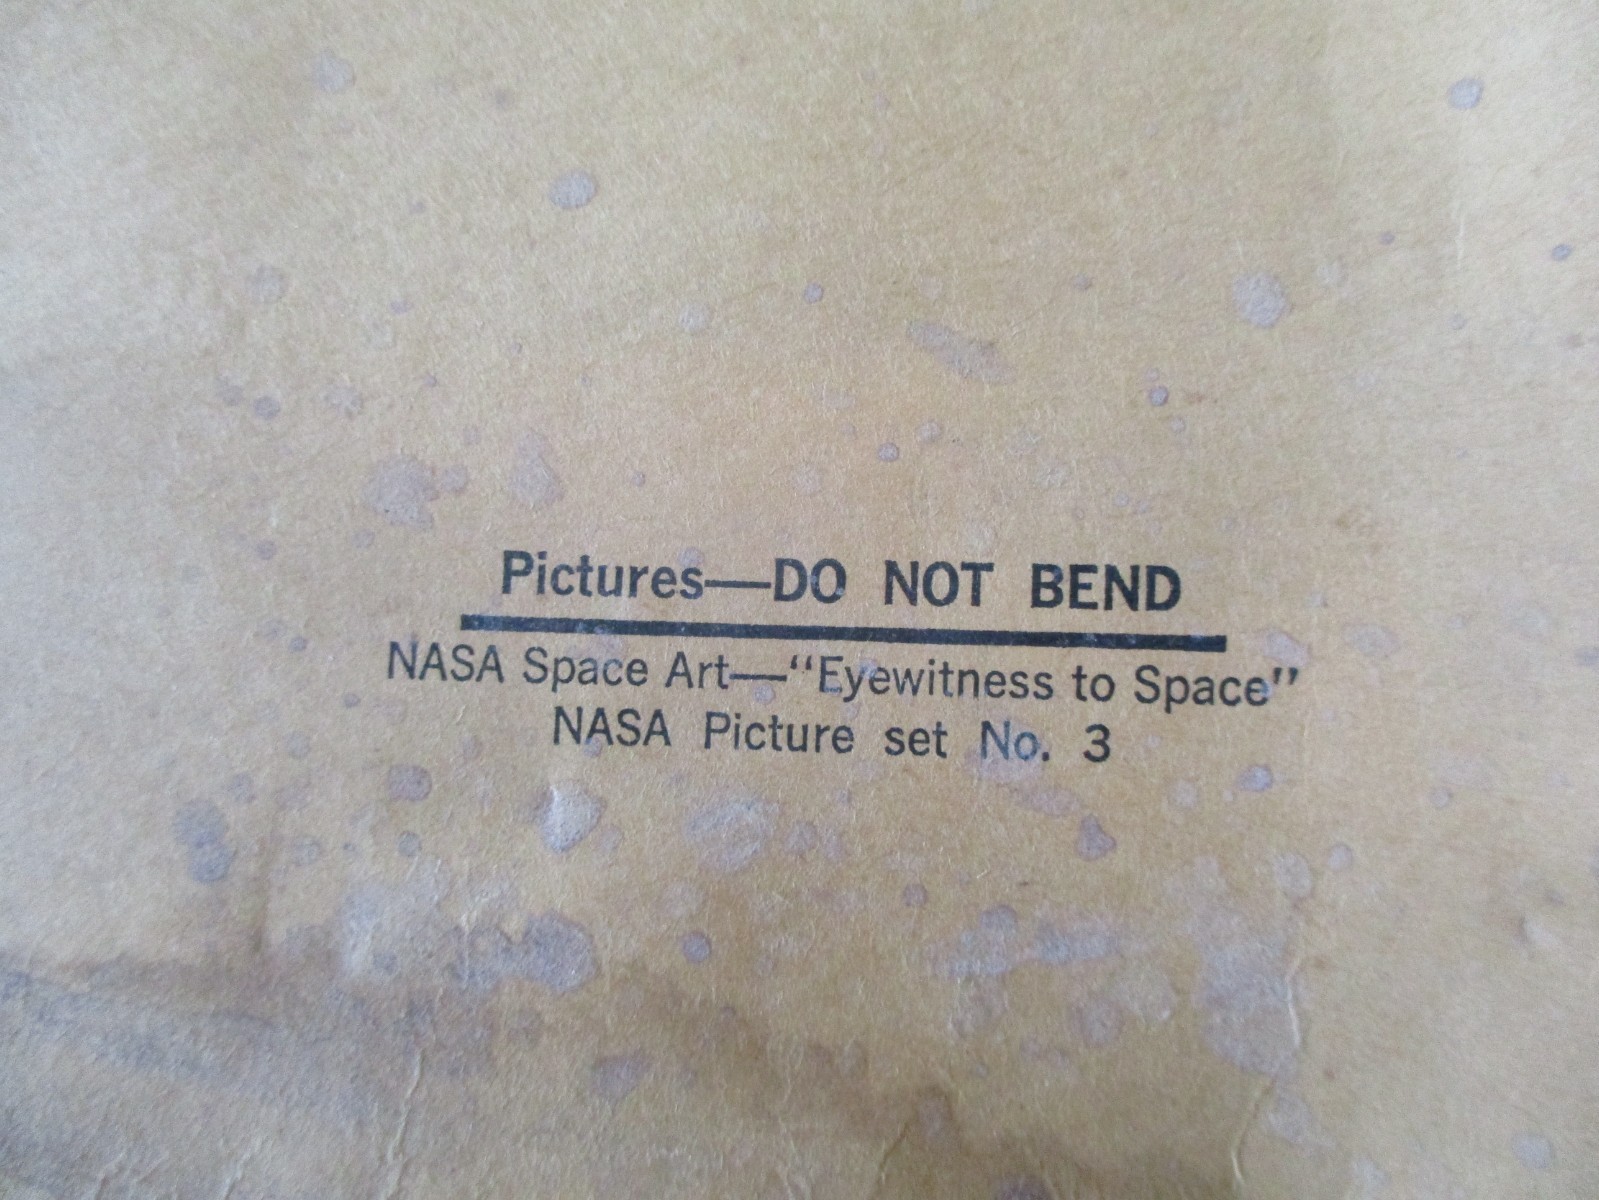 Pictures—DO NOT BEND
NASA Space Art—“Eyewitness to Space”
NASA Picture set No. 3